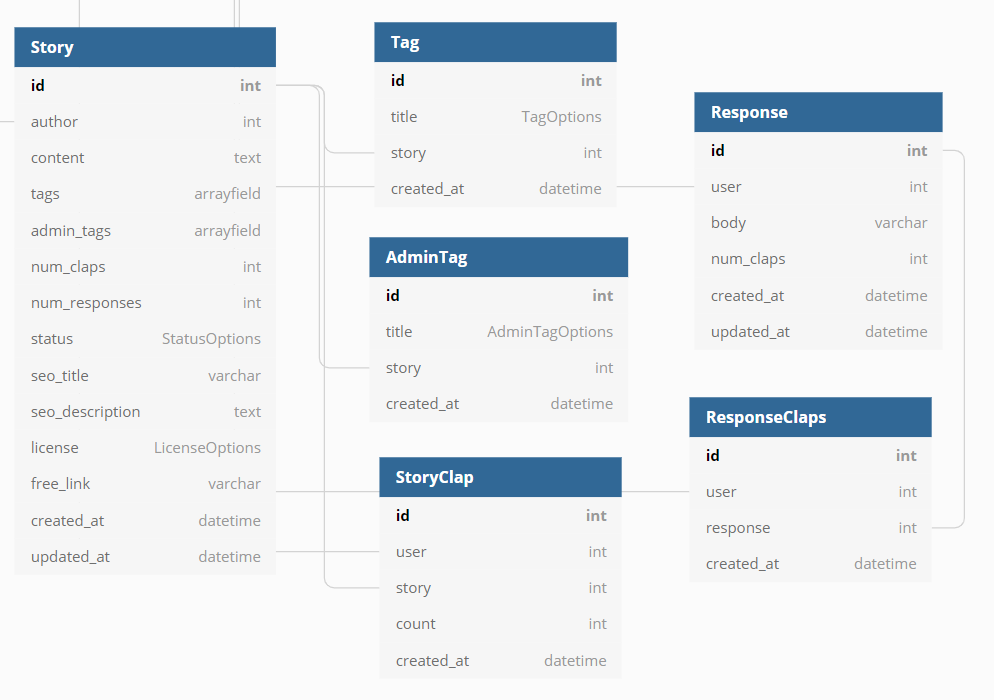 Story
id int
author int
content text
tags arrayfield
admin_tags arrayfield
num_claps int
num_responses int
status StatusOptions
seo_title varchar
seo_description text
license LicenseOptions
free_link varchar
created_at datetime
updated_at datetime
Tag
id int
title TagOptions
story int
created_at datetime
AdminTag
id int
title AdminTagOptions
story int
created_at datetime
StoryClap
id int
user int
story int
count int
created_at datetime
Response
id int
user int
body varchar
num_claps int
created_at datetime
updated_at datetime
ResponseClaps
id int
user int
response int
created_at datetime